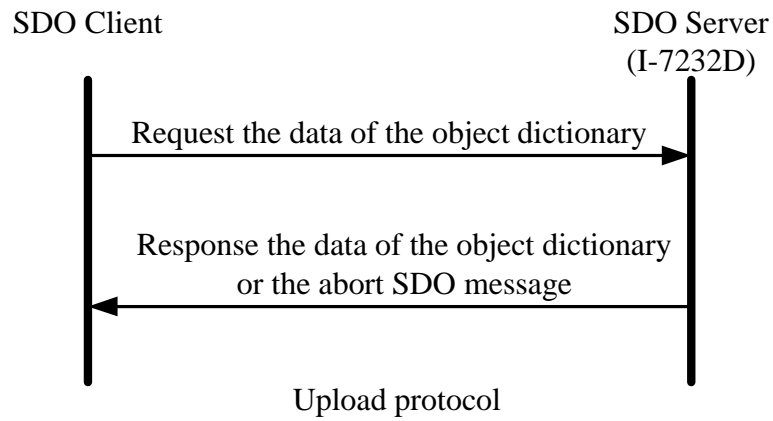 SDO Client
SDO Server
(I-7232D)
Request the data of the object dictionary
Response the data of the object dictionary
or the abort SDO message
Upload protocol